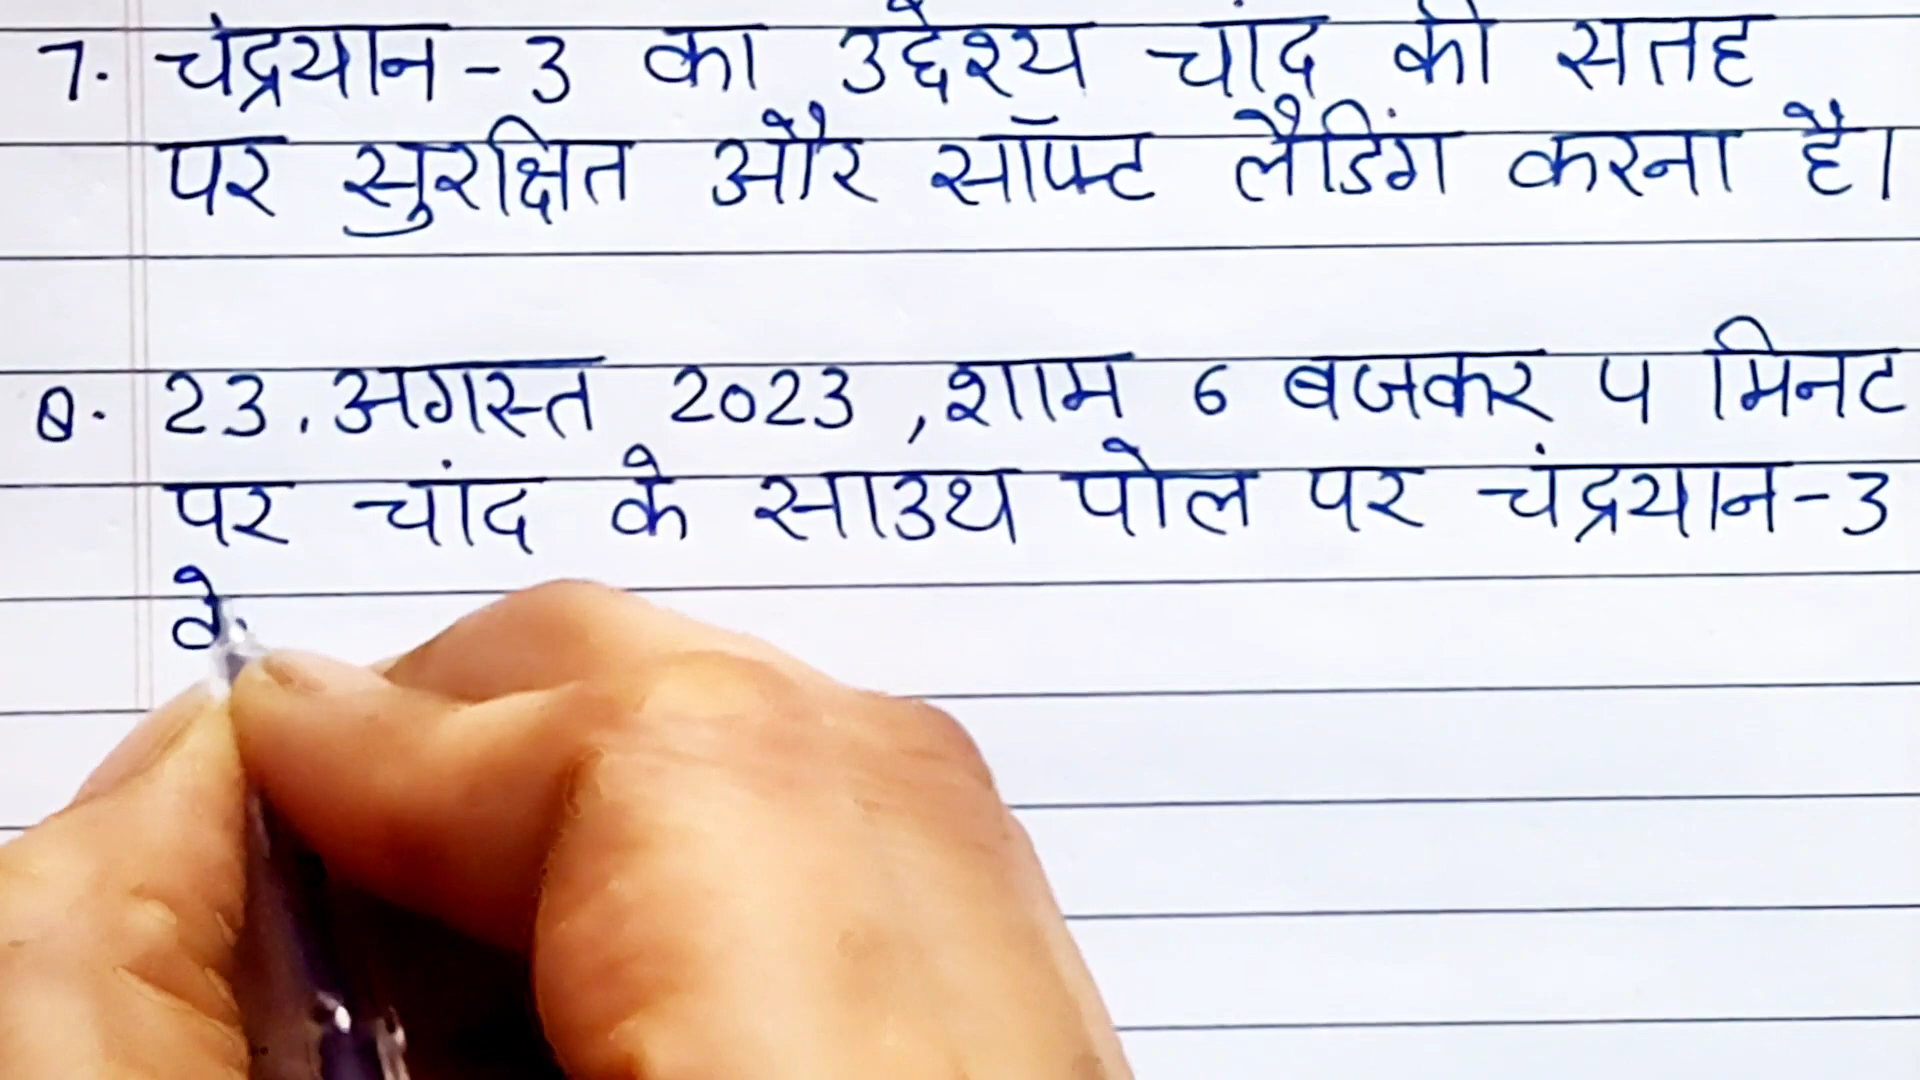 7. चंद्रयान-3 का उद्देश्य चांद की सतह
पर सुरक्षित और सॉफ्ट लैंडिंग करना है।
8. 23, अगस्त 2023, शाम 6 बजकर 4 मिनट
पर चांद के साउथ पोल पर चंद्रयान-3
के